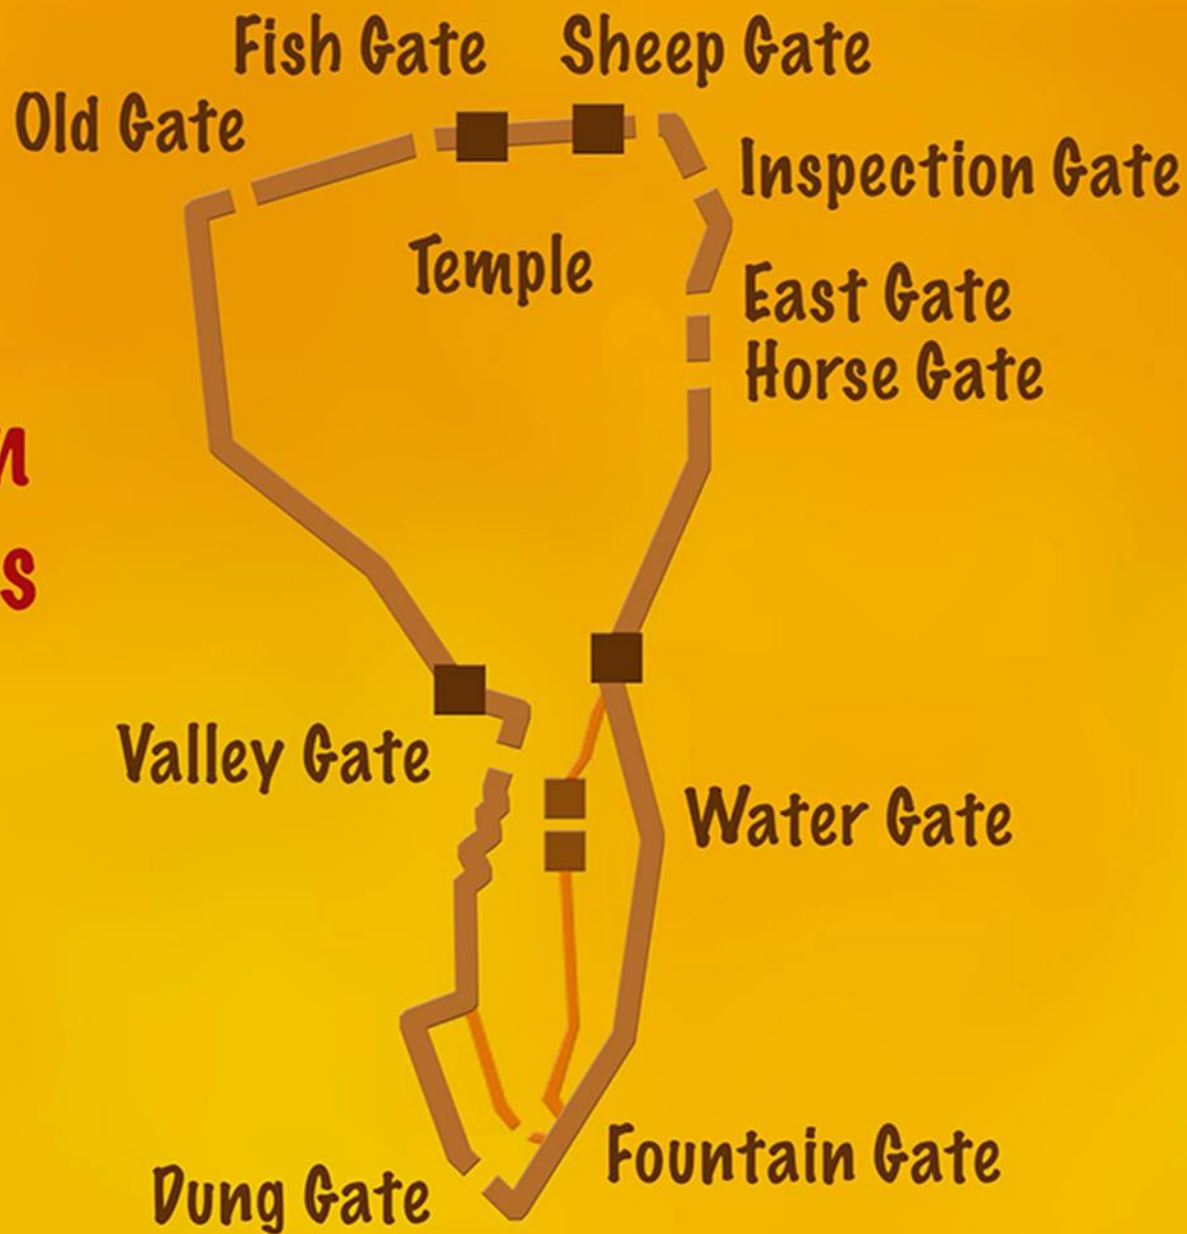 Fish Gate
Sheep Gate
Old Gate
Inspection Gate
Temple
East Gate
Horse Gate
Valley Gate
Water Gate
Fountain Gate
Dung Gate